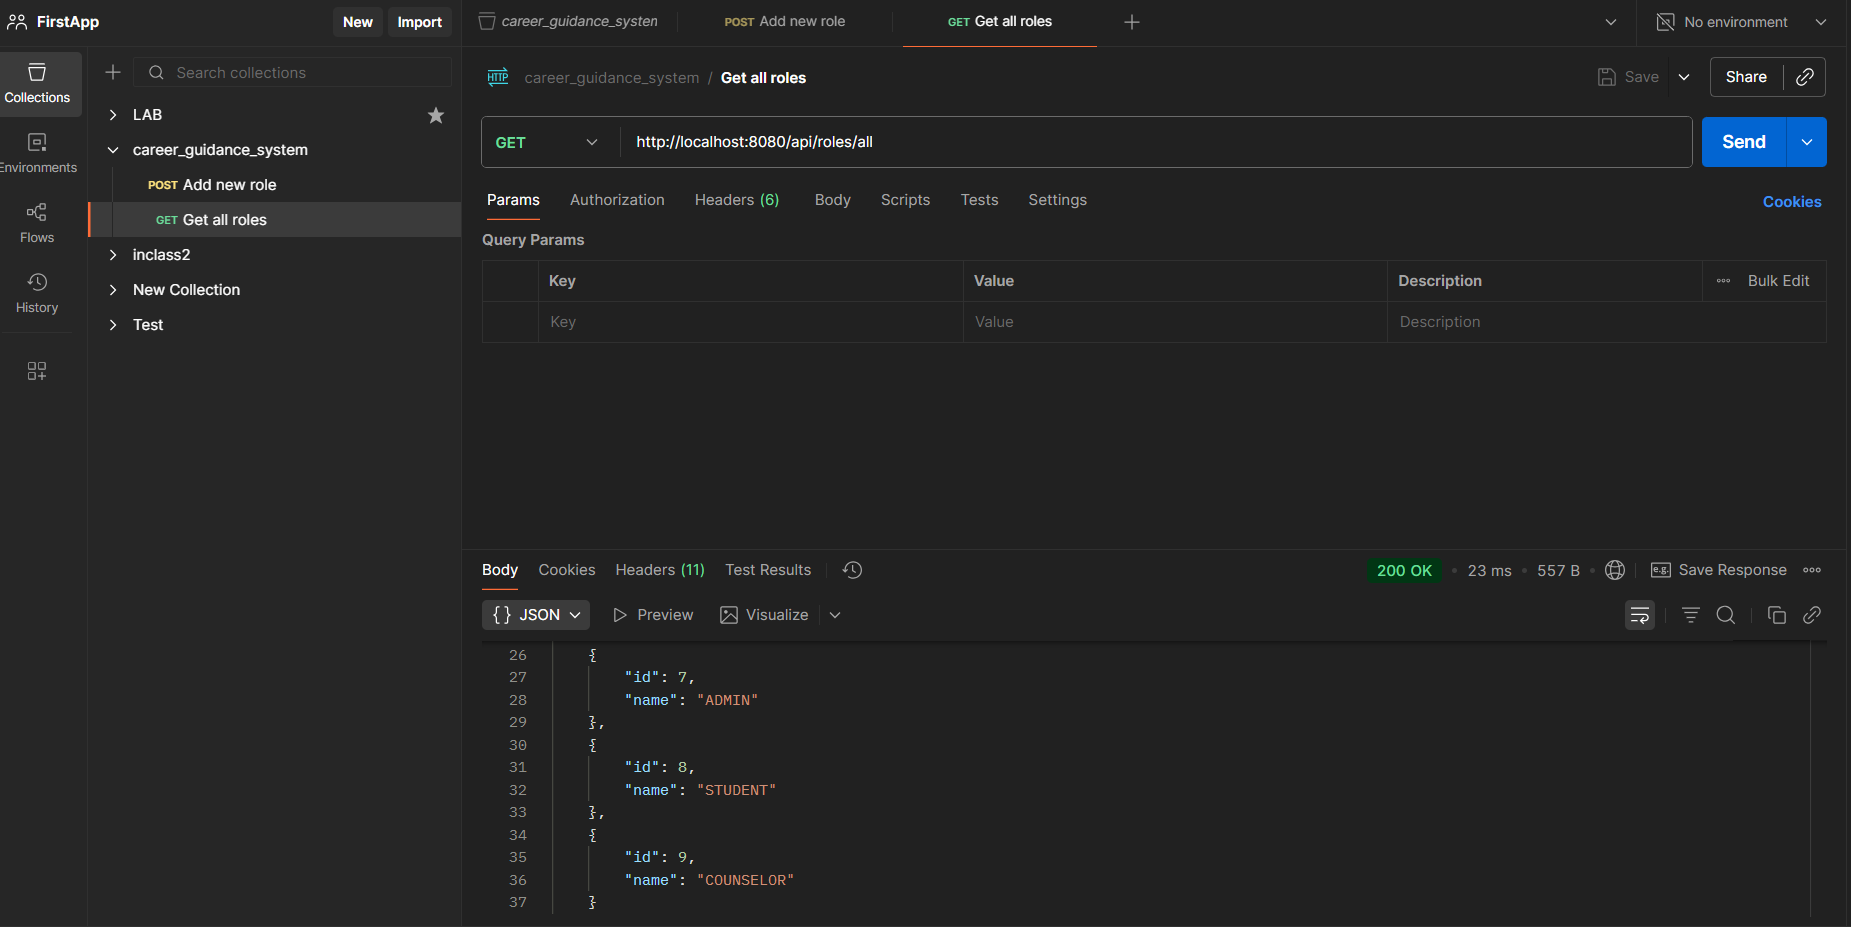 FirstApp
New
Import
career_guidance_system
POST Add new role
GET Get all roles
No environment
Collections
Environments
Flows
History
Search collections
LAB
career_guidance_system
POST Add new role
GET Get all roles
inclass2
New Collection
Test
HTTP
career_guidance_system / Get all roles
Save
Share
GET
http://localhost:8080/api/roles/all
Send
Params
Authorization
Headers (6)
Body
Scripts
Tests
Settings
Cookies
Query Params
Key
Value
Description
Bulk Edit
Key
Value
Description
Body
Cookies
Headers (11)
Test Results
200 OK
23 ms
557 B
e.g.
Save Response
{} JSON
Preview
Visualize
26 {
27 "id": 7,
28 "name": "ADMIN"
29 },
30 {
31 "id": 8,
32 "name": "STUDENT"
33 },
34 {
35 "id": 9,
36 "name": "COUNSELOR"
37 }